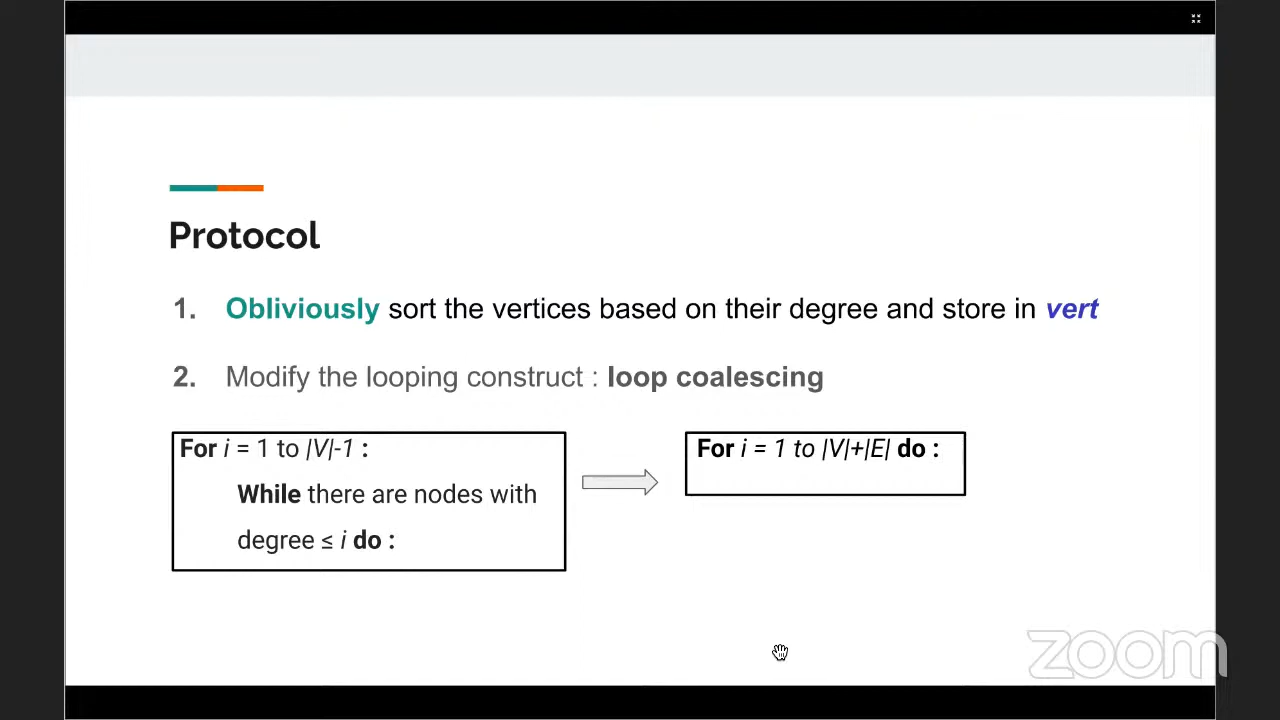 Protocol
1. Obliviously sort the vertices based on their degree and store in vert
2. Modify the looping construct : loop coalescing
For i = 1 to |V|-1 :
While there are nodes with
degree ≤ i do :
For i = 1 to |V|+|E| do :
zoom